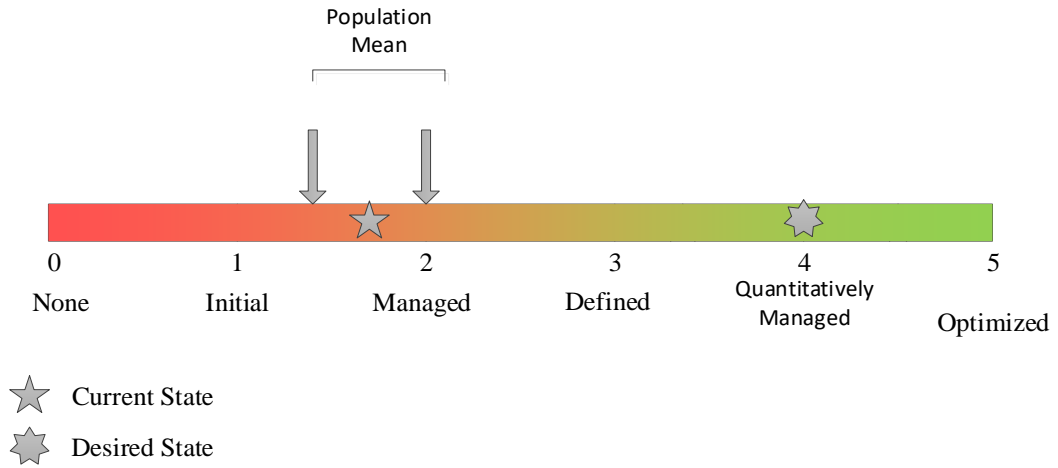 Population
Mean
0 1 2 3 4 5
None Initial Managed Defined Quantitatively
Managed
Optimized
Current State
Desired State